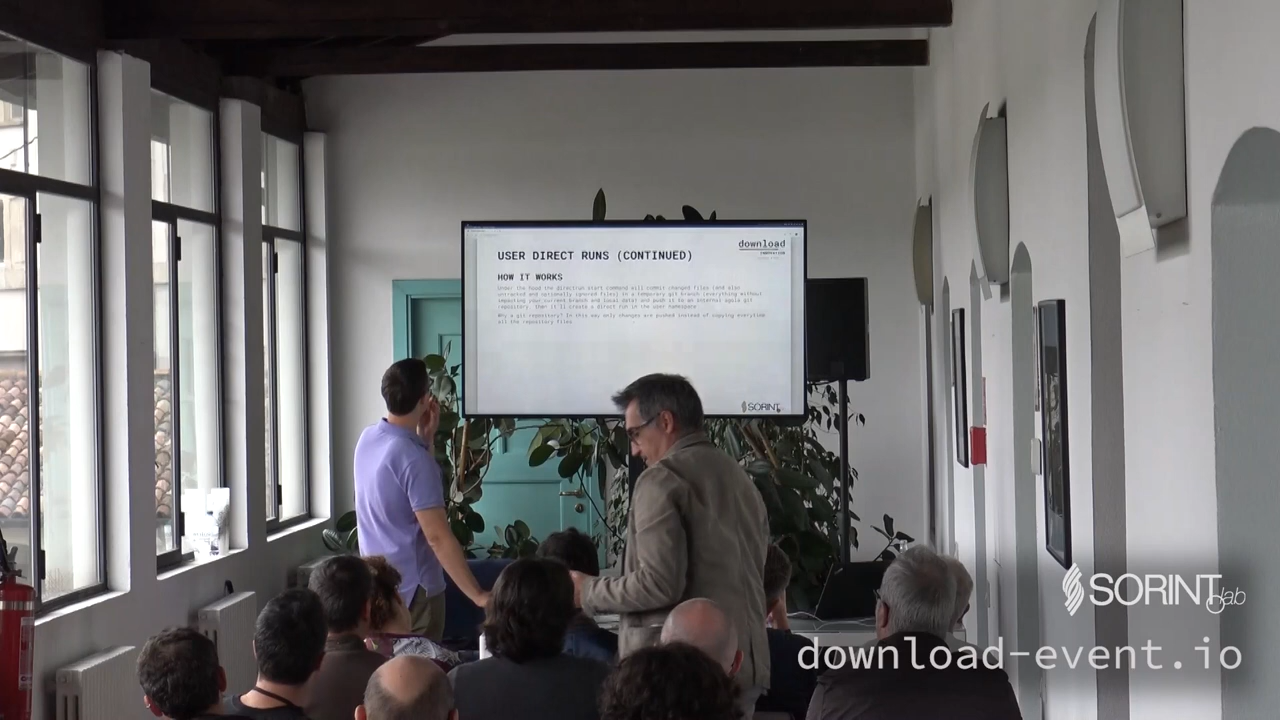 USER DIRECT RUNS (CONTINUED)
download
HOW IT WORKS
Under the hood the directrun start command will commit changed files (and also
untracked and optionally ignored files) in a temporary git branch (everything without
impacting your current branch and local data) and push it to an internal agola git
repository. Then it'll create a direct run in the user namespace.
Why a git repository? In this way only changes are pushed instead of copying everytime
all the repository files
SORINT
SORINTlab
download-event.io